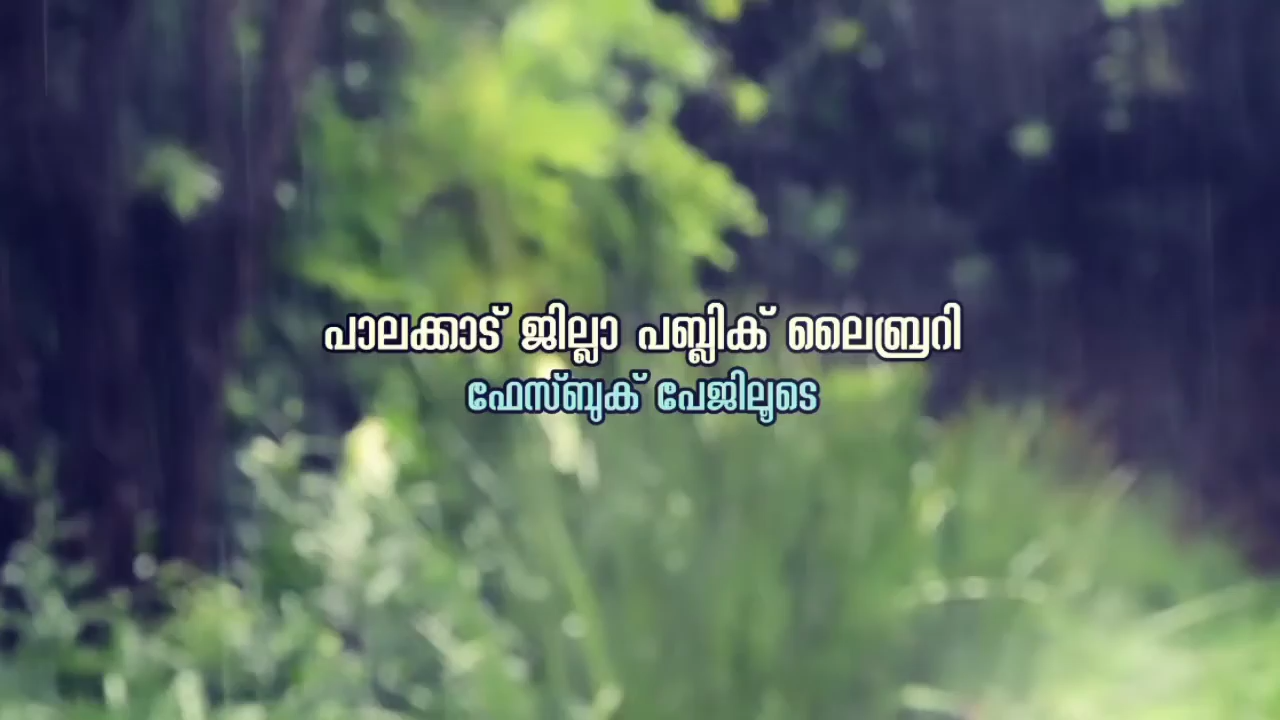 പാലക്കാട് ജില്ലാ പബ്ലിക് ലൈബ്രറി
ഫേസ്ബുക് പേജിലൂടെ